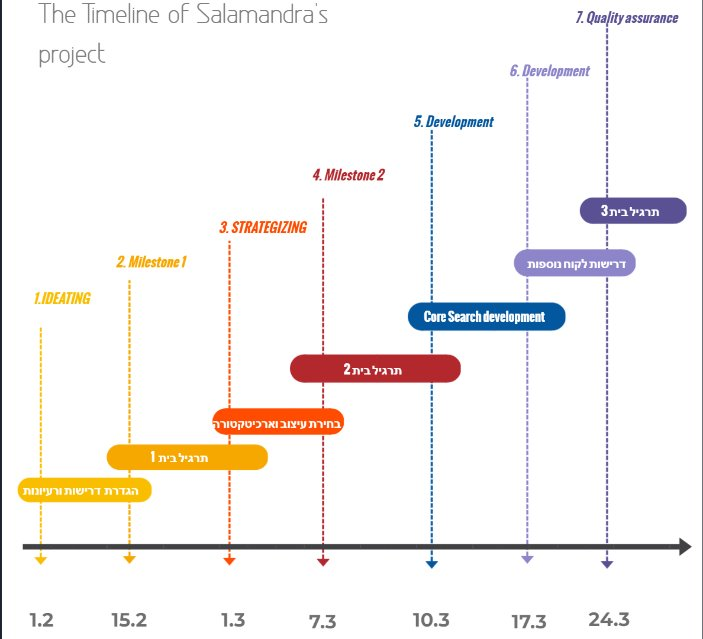 The Timeline of Salamandra's
project
7. Quality assurance
6. Development
5. Development
4. Milestone 2
3. STRATEGIZING
2. Milestone 1
1.IDEATING
תרגיל בית 3
דרישות לקוח נוספות
Core Search development
תרגיל בית 2
בחירת עיצוב וארכיטקטורה
תרגיל בית 1
הגדרת דרישות ורעיונות
1.2
15.2
1.3
7.3
10.3
17.3
24.3